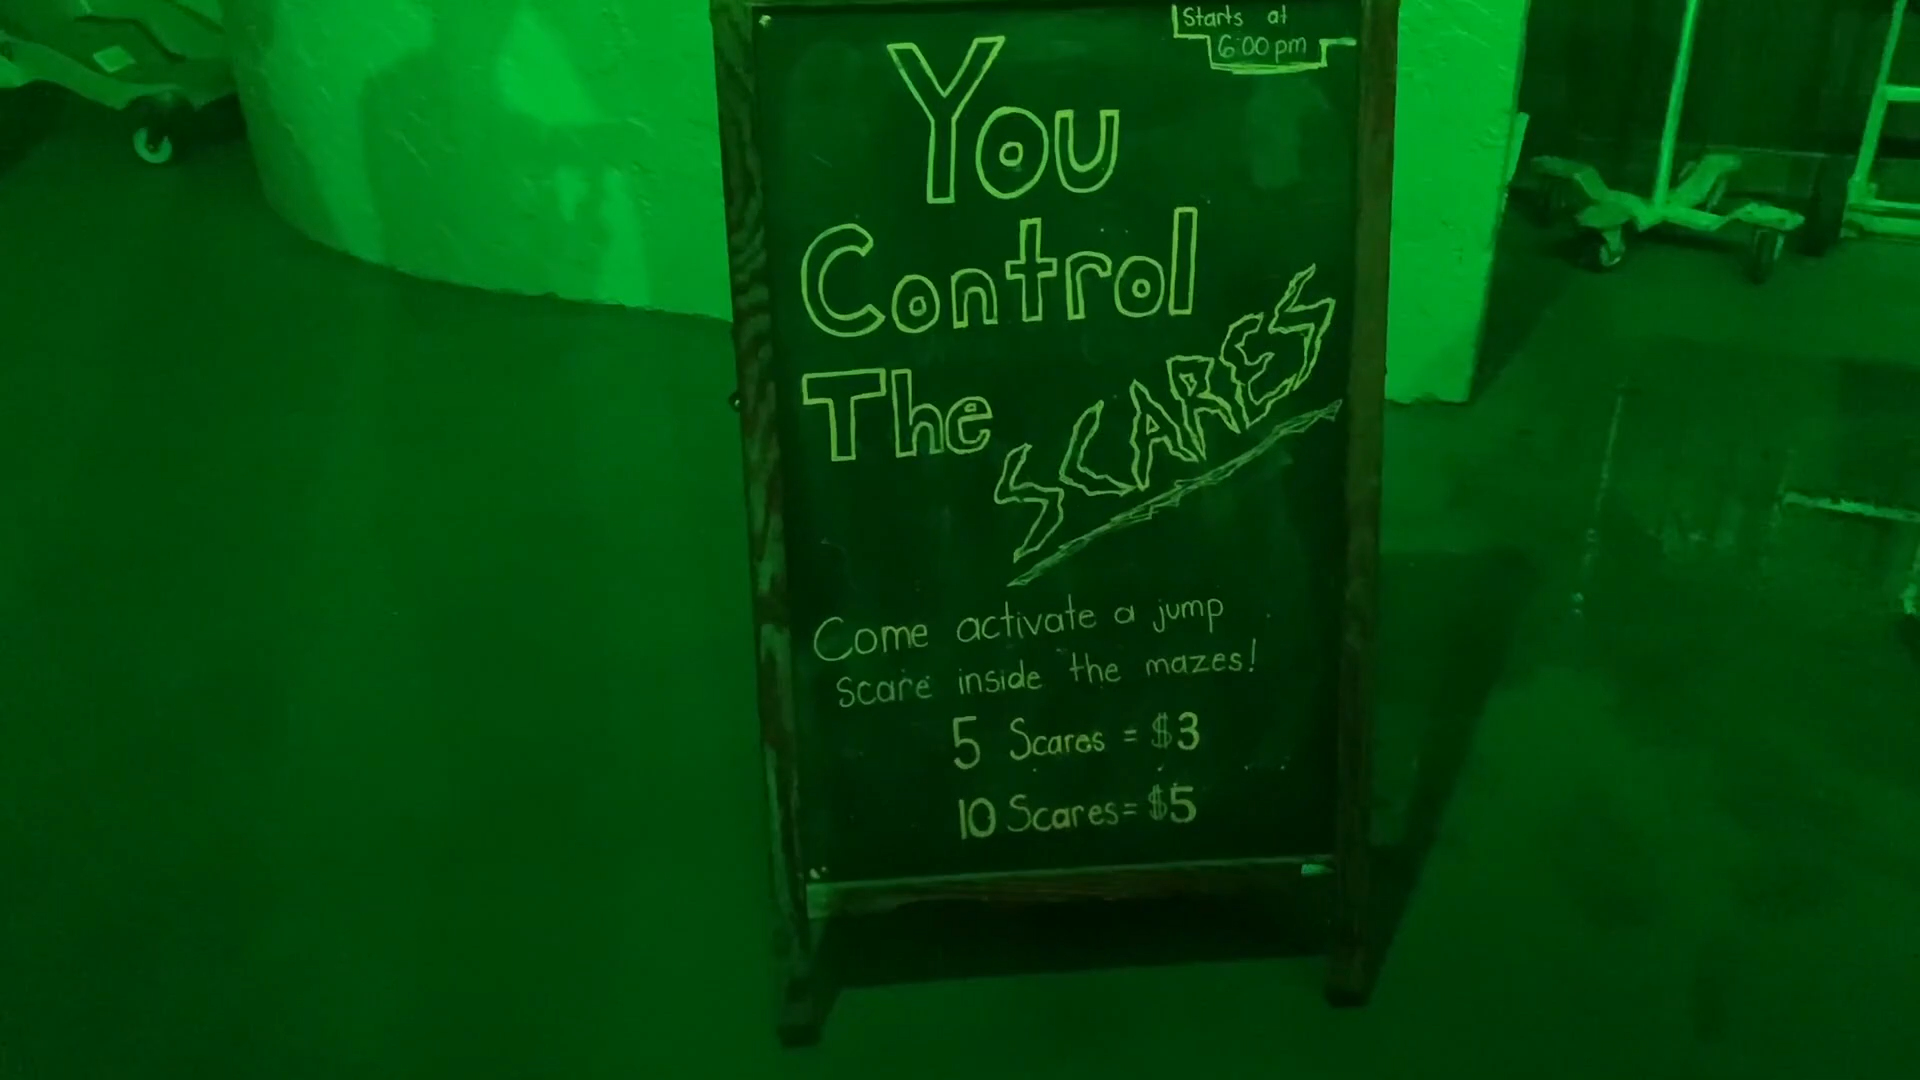 Starts at
6:00 pm
You
Control
The SCARES
Come activate a jump
scare inside the mazes!
5 Scares = $3
10 Scares = $5